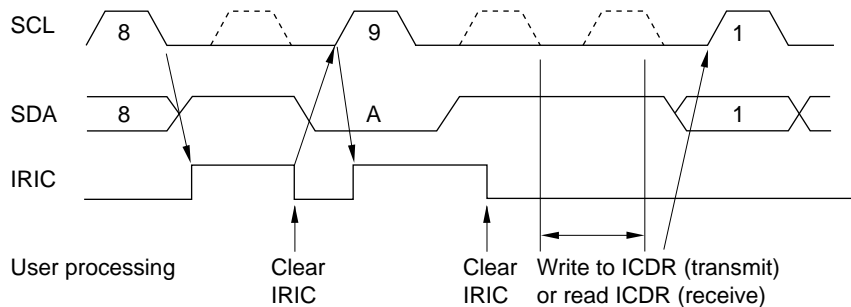 SCL 8 9 1
SDA 8 A 1
IRIC
User processing Clear Clear Write to ICDR (transmit)
IRIC IRIC or read ICDR (receive)